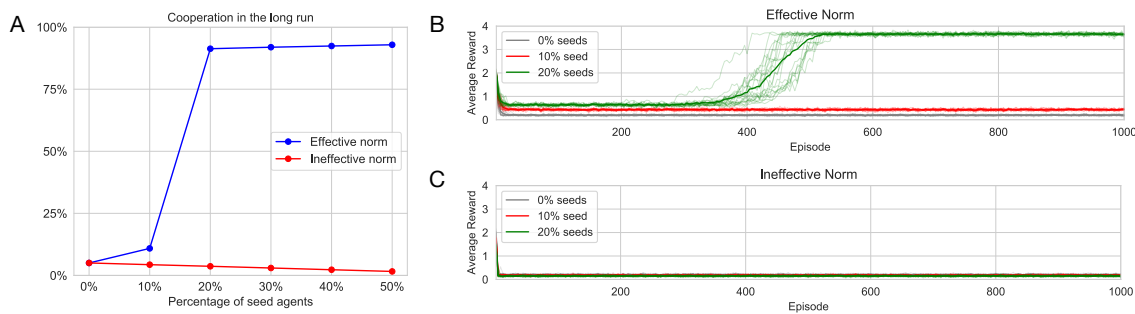 A
Cooperation in the long run
100%
75%
50%
25%
0%
Effective norm
Ineffective norm
0% 10% 20% 30% 40% 50%
Percentage of seed agents
B
Effective Norm
Average Reward
4
3
2
1
0
0% seeds
10% seed
20% seeds
200 400 600 800 1000
Episode
C
Ineffective Norm
Average Reward
4
3
2
1
0
0% seeds
10% seed
20% seeds
200 400 600 800 1000
Episode